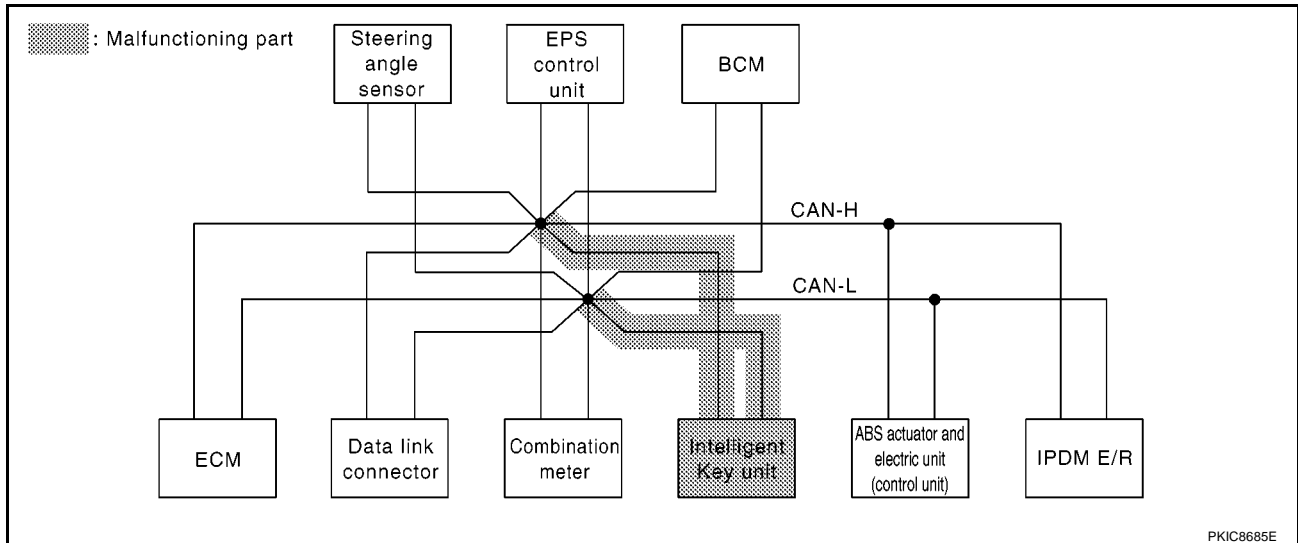 : Malfunctioning part
Steering
angle
sensor
EPS
control
unit
BCM
CAN-H
CAN-L
ECM
Data link
connector
Combination
meter
Intelligent
Key unit
ABS actuator and
electric unit
(control unit)
IPDM E/R
PKIC8685E